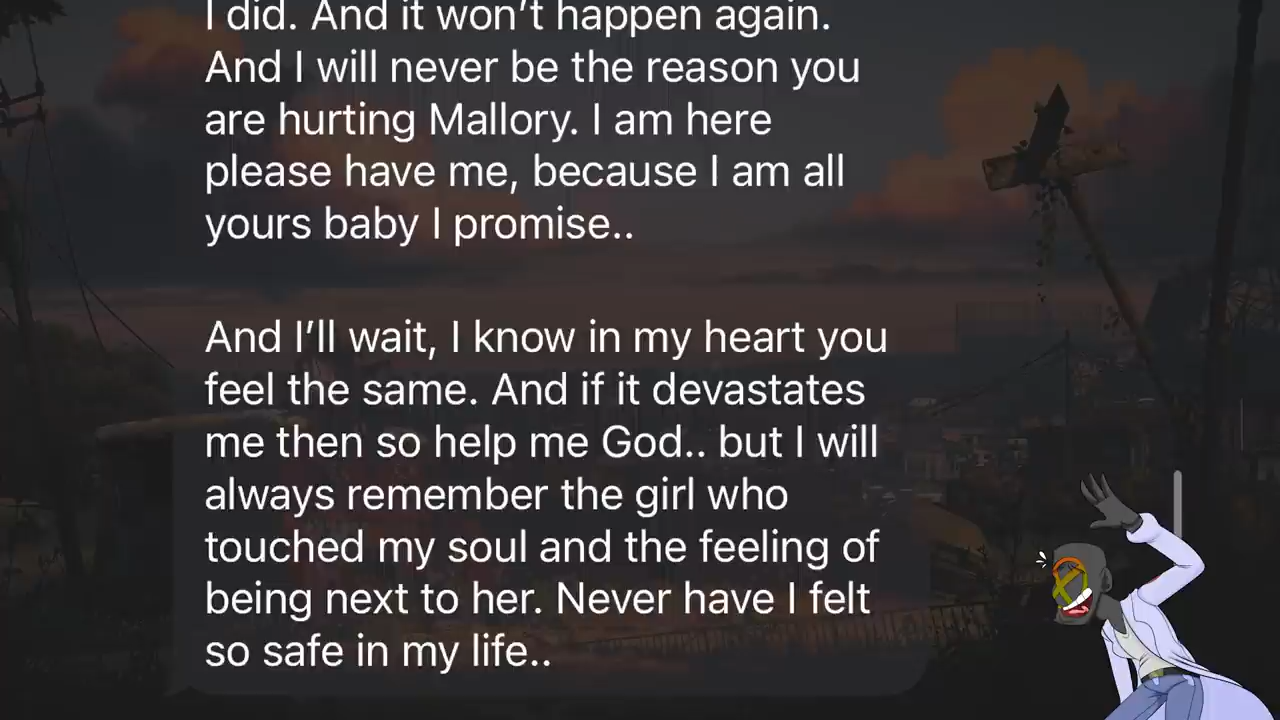 I did. And it won’t happen again.
And I will never be the reason you
are hurting Mallory. I am here
please have me, because I am all
yours baby I promise..
And I’ll wait, I know in my heart you
feel the same. And if it devastates
me then so help me God.. but I will
always remember the girl who
touched my soul and the feeling of
being next to her. Never have I felt
so safe in my life..